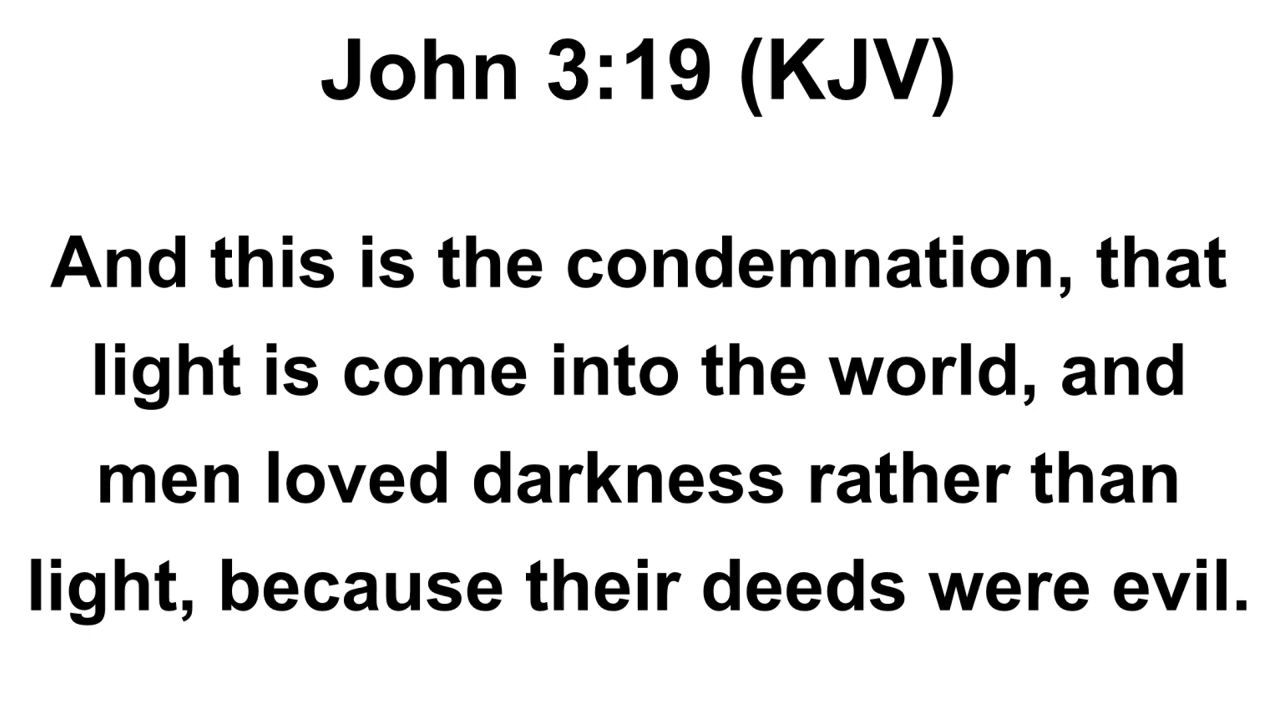 John 3:19 (KJV)
And this is the condemnation, that
light is come into the world, and
men loved darkness rather than
light, because their deeds were evil.